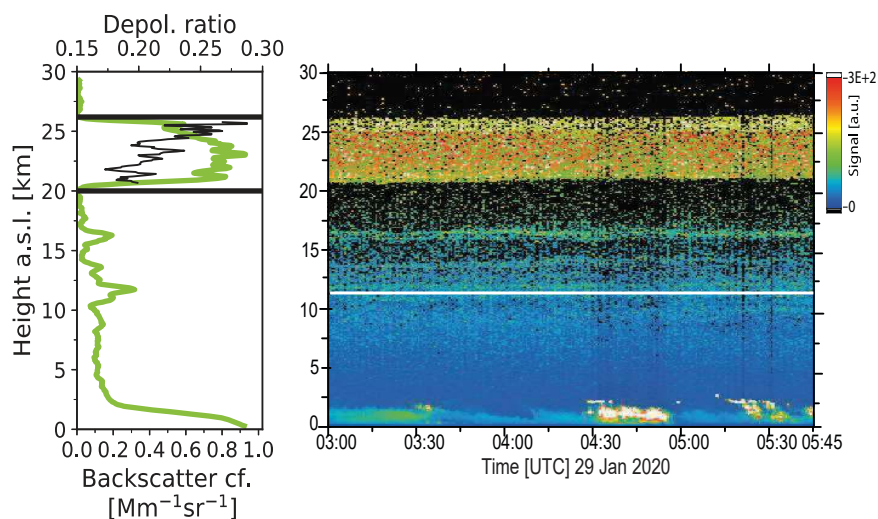 Depol. ratio
0.15 0.20 0.25 0.30
30
25
20
15
10
5
0
Height a.s.l. [km]
0.0 0.2 0.4 0.6 0.8 1.0
Backscatter cf.
[Mm⁻¹sr⁻¹]
30
25
20
15
10
5
0
03:00 03:30 04:00 04:30 05:00 05:30 05:45
Time [UTC] 29 Jan 2020
3E+2
0
Signal [a.u.]